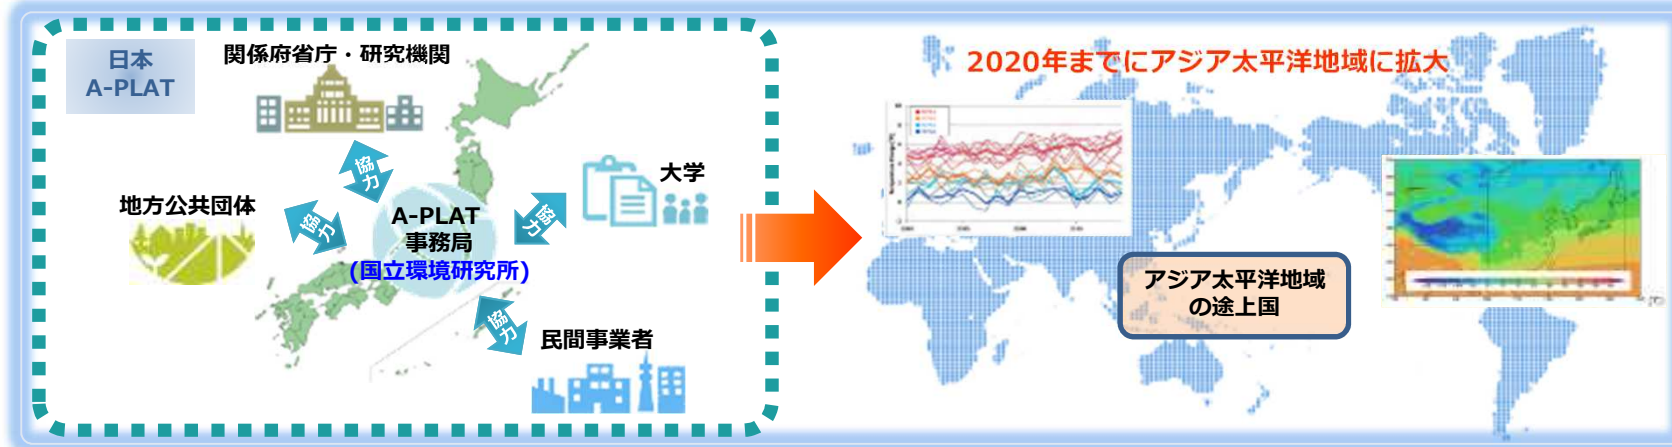 日本
A-PLAT
関係府省庁・研究機関
協力
大学
地方公共団体
協力
A-PLAT
事務局
(国立環境研究所)
協力
協力
民間事業者
2020年までにアジア太平洋地域に拡大
アジア太平洋地域
の途上国